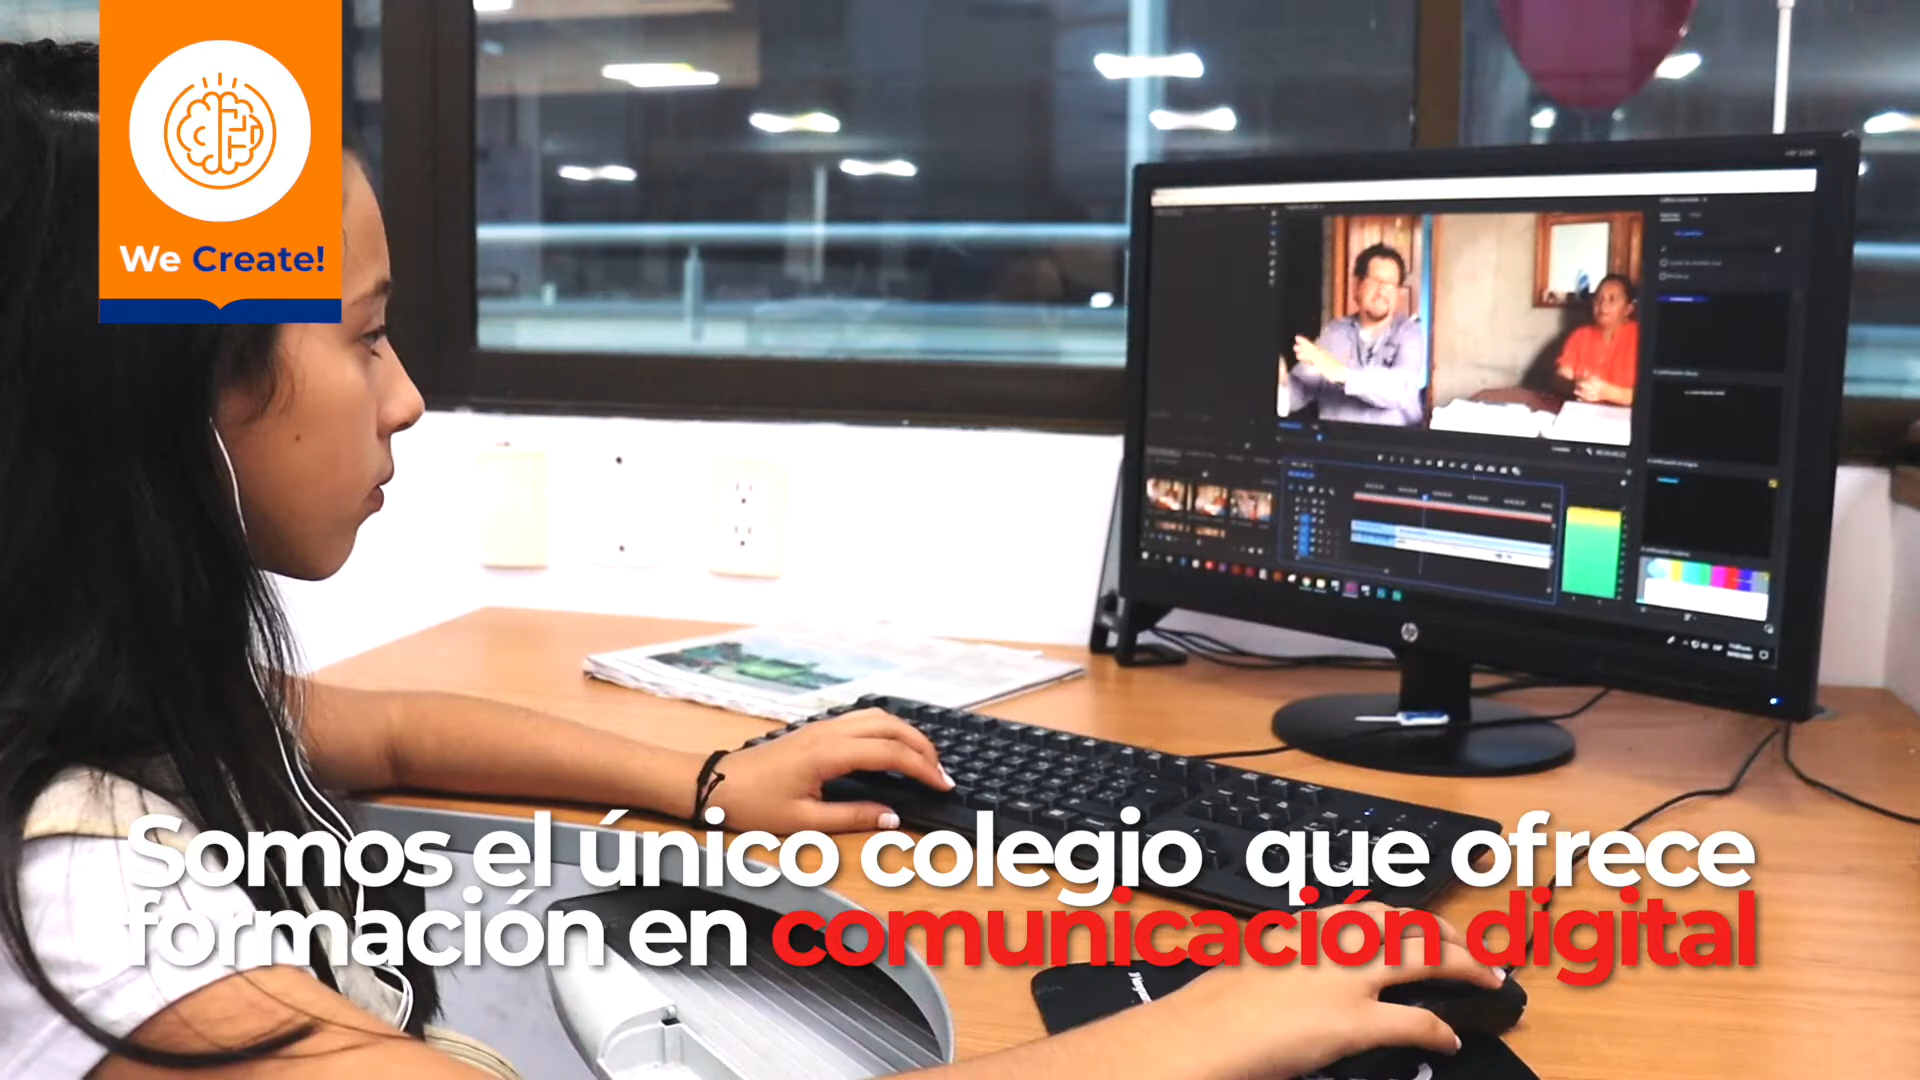 We Create!
Somos el único colegio que ofrece
formación en comunicación digital